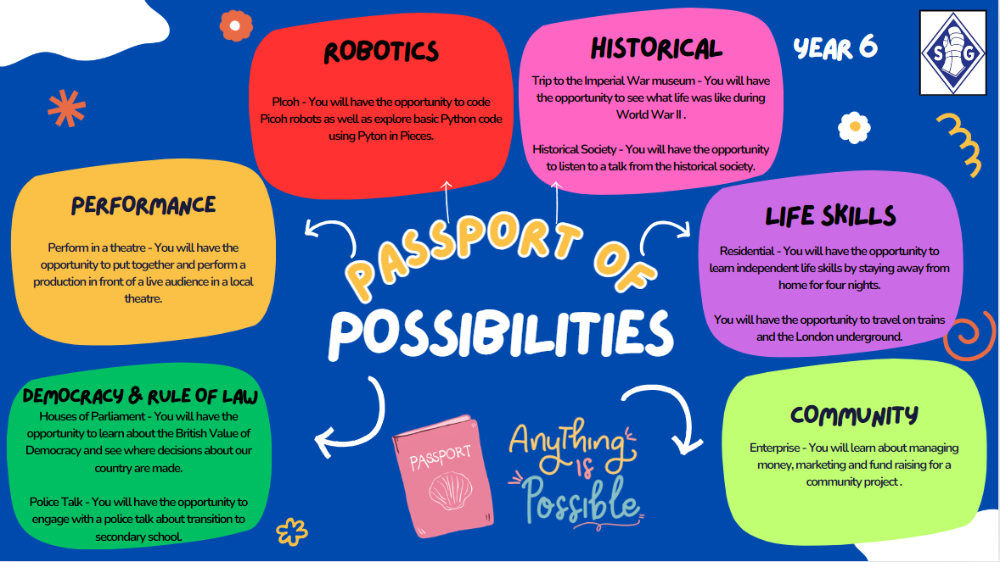 ROBOTICS
PIcoh - You will have the opportunity to code
Picoh robots as well as explore basic Python code
using Pyton in Pieces.
HISTORICAL
Trip to the Imperial War museum - You will have
the opportunity to see what life was like during
World War II .
Historical Society - You will have the opportunity
to listen to a talk from the historical society.
YEAR 6
S G
PERFORMANCE
Perform in a theatre - You will have the
opportunity to put together and perform a
production in front of a live audience in a local
theatre.
PASSPORT OF
POSSIBILITIES
LIFE SKILLS
Residential - You will have the opportunity to
learn independent life skills by staying away from
home for four nights.
You will have the opportunity to travel on trains
and the London underground.
DEMOCRACY & RULE OF LAW
Houses of Parliament - You will have the
opportunity to learn about the British Value of
Democracy and see where decisions about our
country are made.
Police Talk - You will have the opportunity to
engage with a police talk about transition to
secondary school.
PASSPORT
Anything
is
Possible
COMMUNITY
Enterprise - You will learn about managing
money, marketing and fund raising for a
community project .